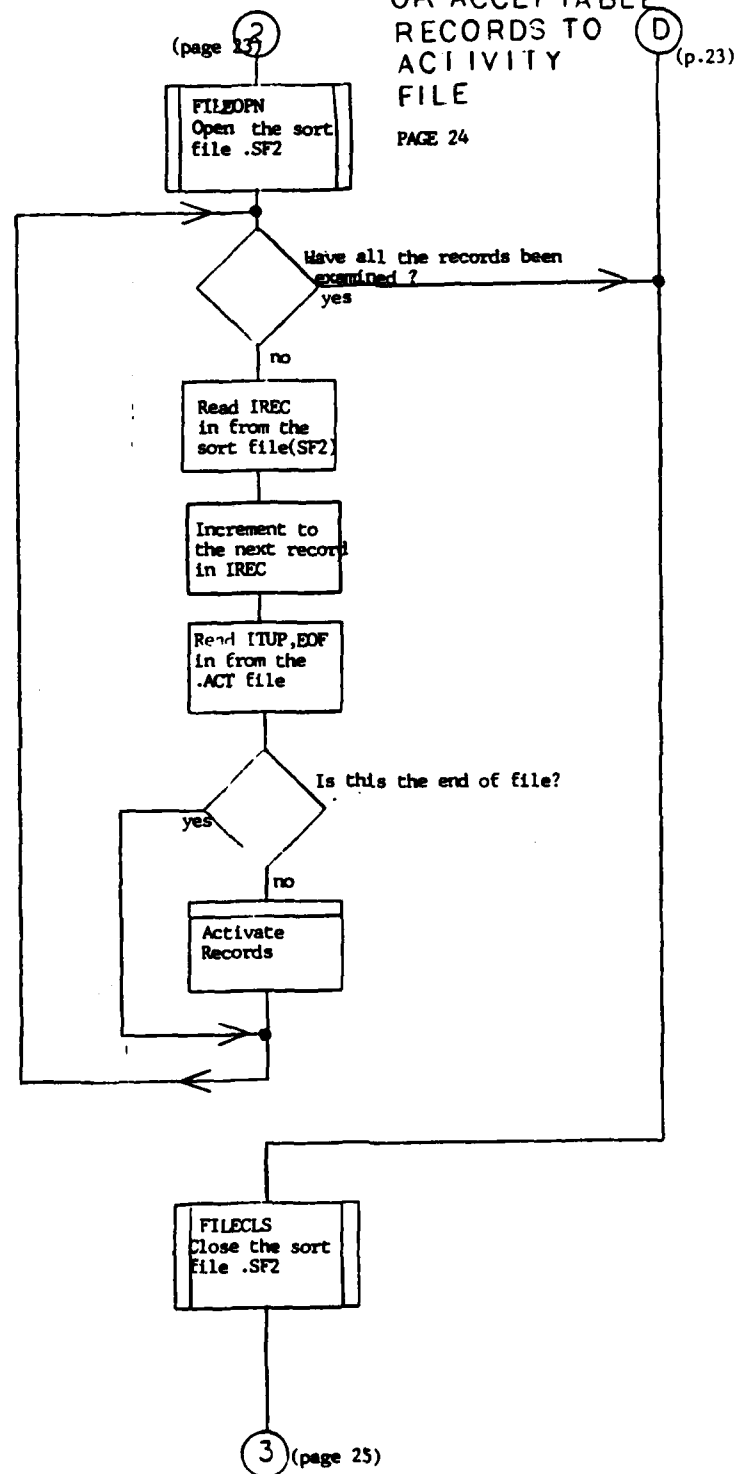 OR ACCEPTABLE
RECORDS TO
ACTIVITY
FILE
PAGE 24
2
(page 23)
D
(p.23)
FILEOPN
Open the sort
file .SF2
Have all the records been
examined ?
yes
no
Read IREC
in from the
sort file(SF2)
Increment to
the next record
in IREC
Read ITUP,EOF
in from the
.ACT file
Is this the end of file?
yes
no
Activate
Records
FILECLS
Close the sort
file .SF2
3
(page 25)